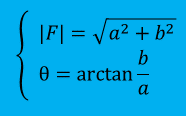 |F| = √(a² + b²)
θ = arctan b/a